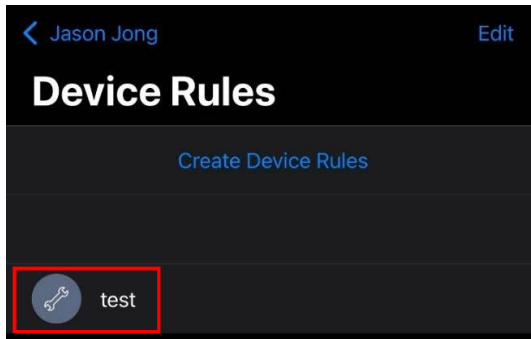 Jason Jong
Edit
Device Rules
Create Device Rules
test